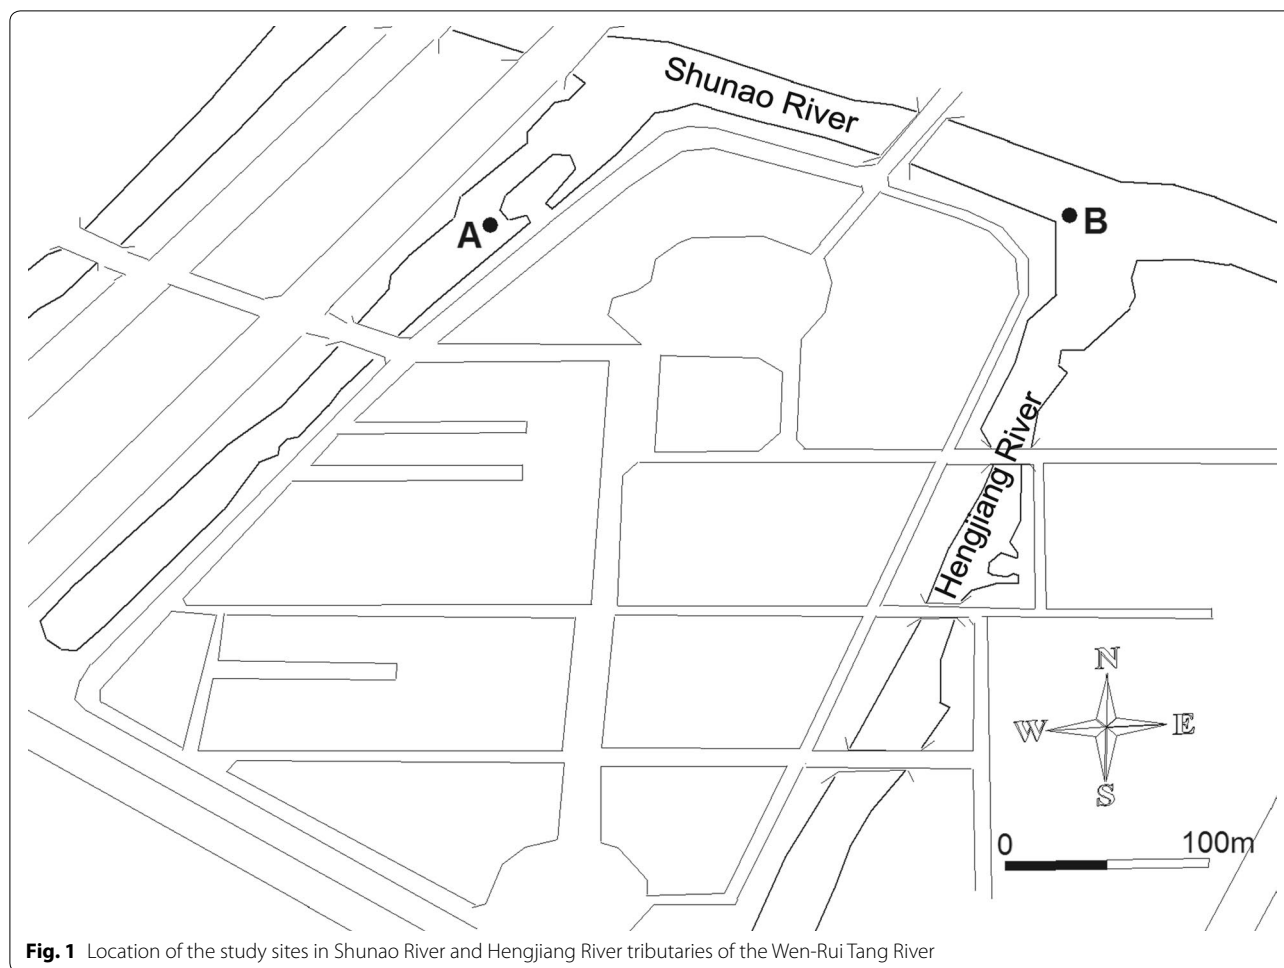 Shunao River
A
B
Hengjiang River
N
W E
S
0 100m
Fig. 1 Location of the study sites in Shunao River and Hengjiang River tributaries of the Wen-Rui Tang River